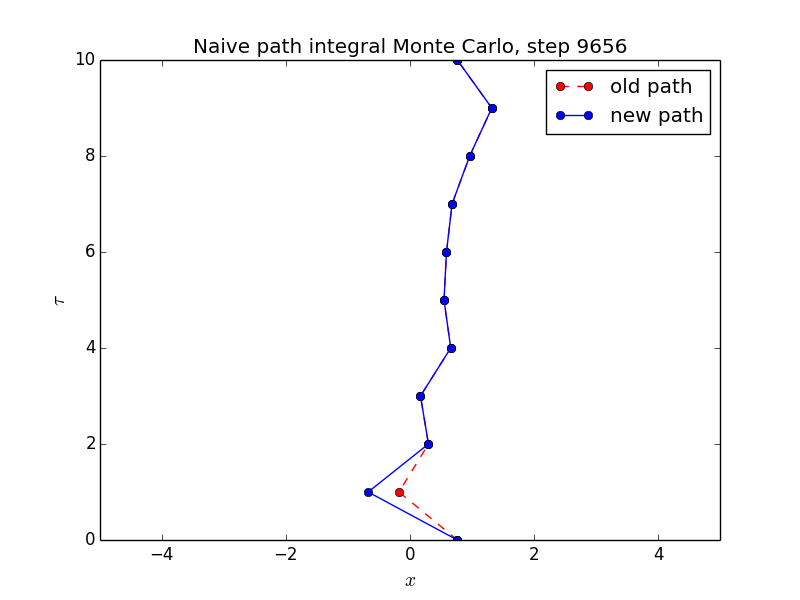 Naive path integral Monte Carlo, step 9656
10
old path
new path
8
6
τ
4
2
0
−4 −2 0 2 4
x